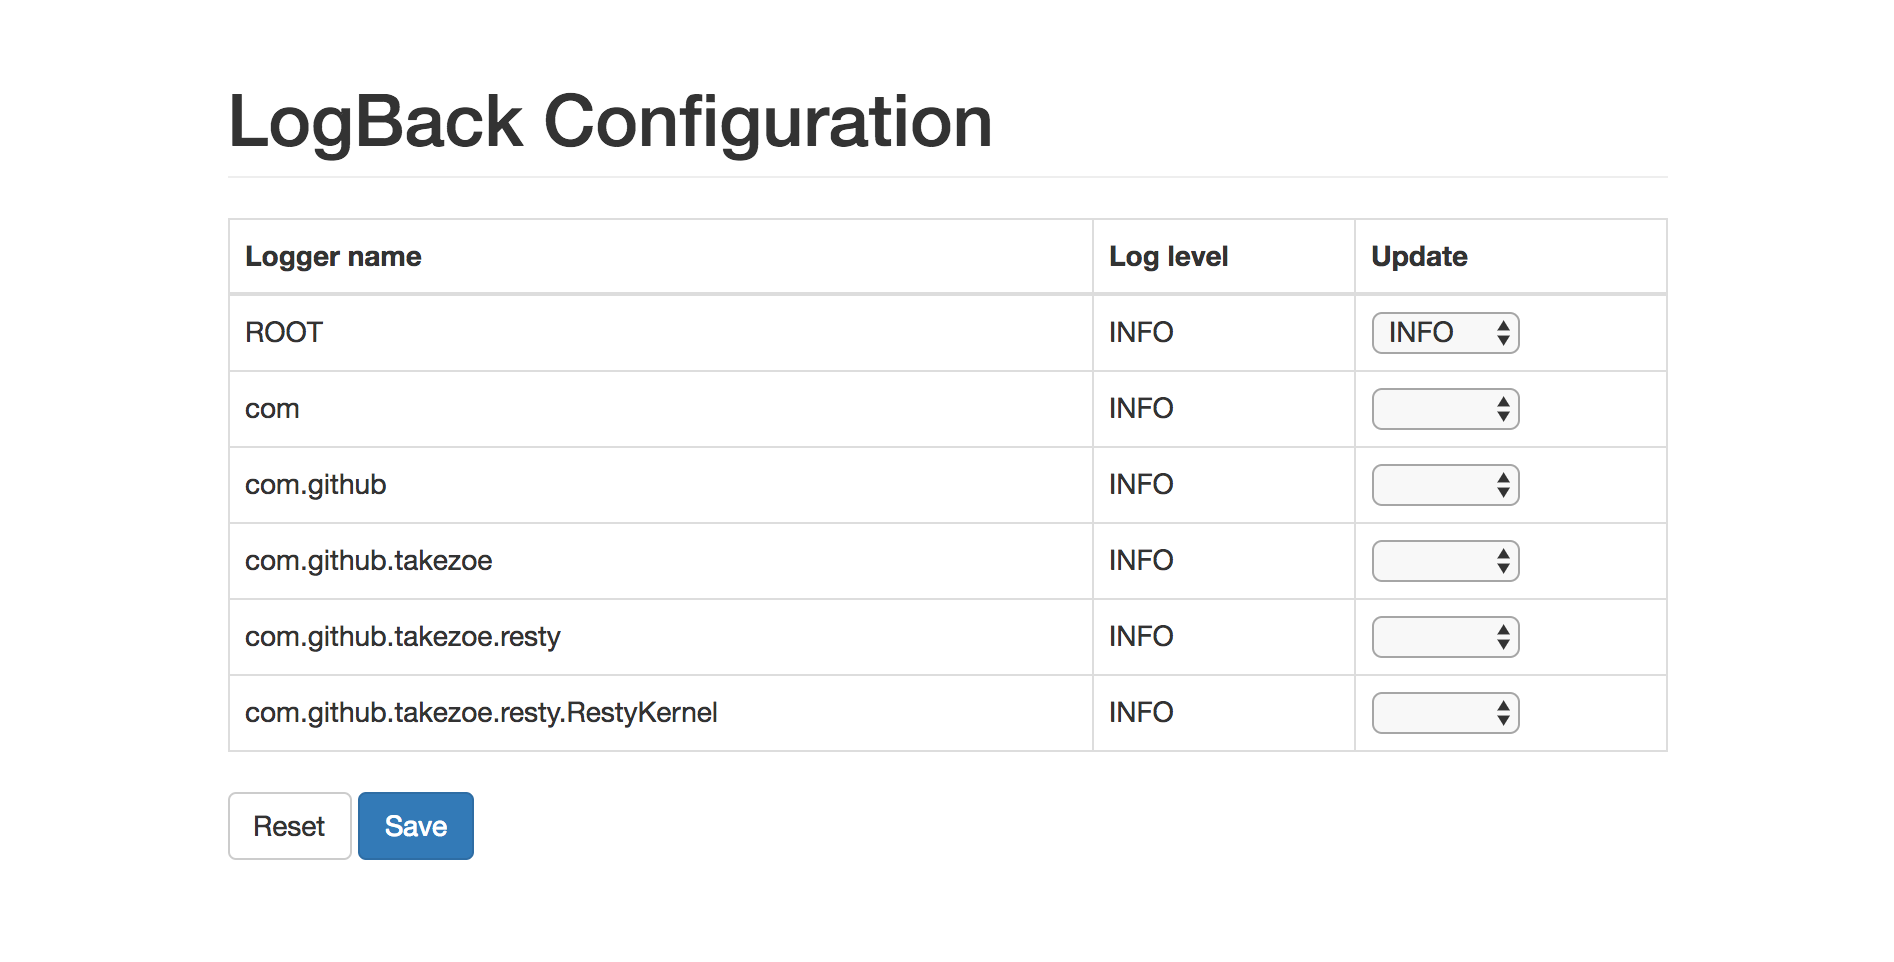 LogBack Configuration
Logger name Log level Update
ROOT INFO INFO
com INFO
com.github INFO
com.github.takezoe INFO
com.github.takezoe.resty INFO
com.github.takezoe.resty.RestyKernel INFO
Reset Save